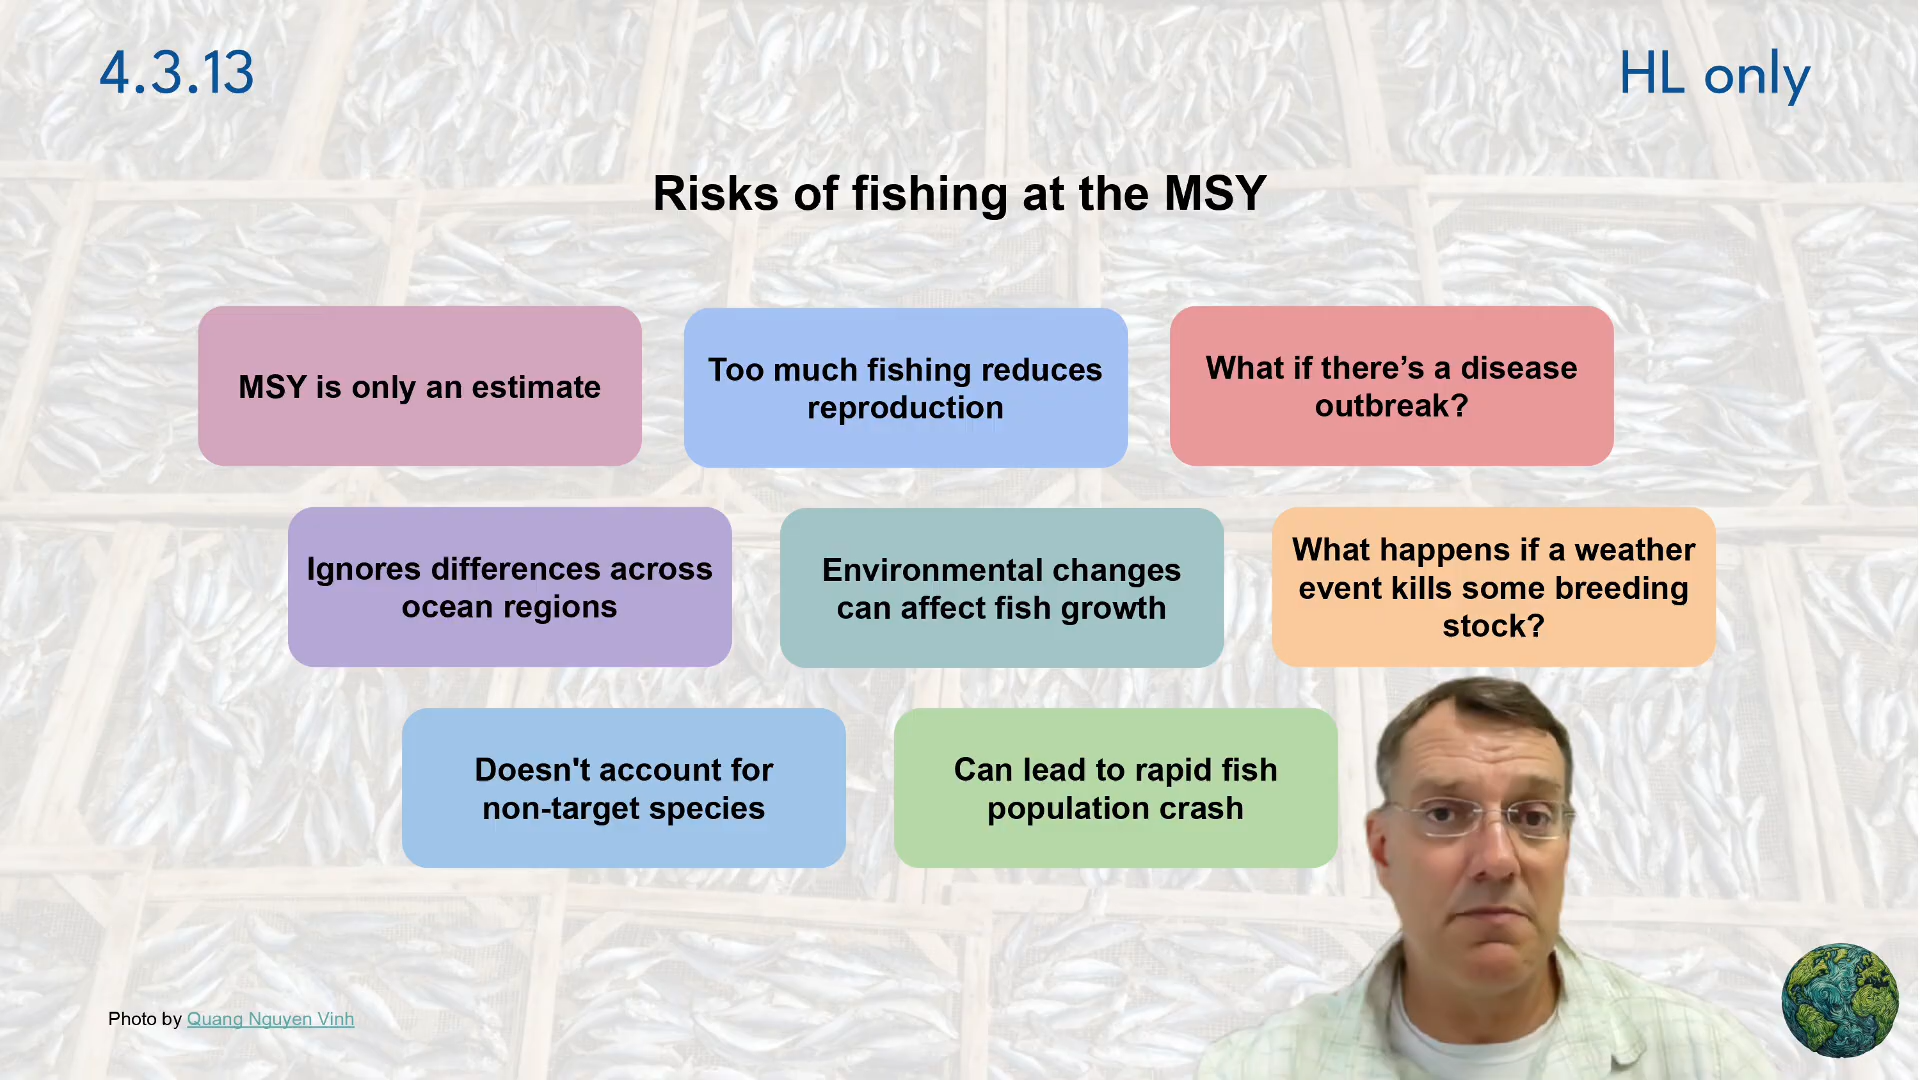 4.3.13
HL only
Risks of fishing at the MSY
MSY is only an estimate
Too much fishing reduces
reproduction
What if there’s a disease
outbreak?
Ignores differences across
ocean regions
Environmental changes
can affect fish growth
What happens if a weather
event kills some breeding
stock?
Doesn't account for
non-target species
Can lead to rapid fish
population crash
Photo by Quang Nguyen Vinh